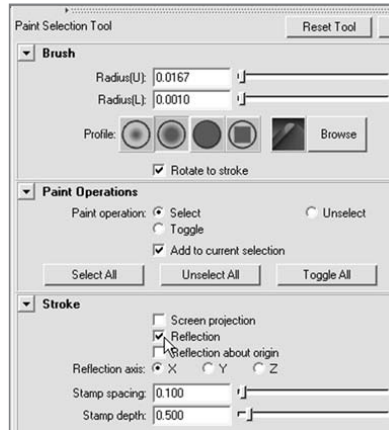 Paint Selection Tool Reset Tool
Brush
Radius(U): 0.0167
Radius(L): 0.0010
Profile: Browse
Rotate to stroke
Paint Operations
Paint operation: Select Unselect
Toggle
Add to current selection
Select All Unselect All Toggle All
Stroke
Screen projection
Reflection
Reflection about origin
Reflection axis: X Y Z
Stamp spacing: 0.100
Stamp depth: 0.500